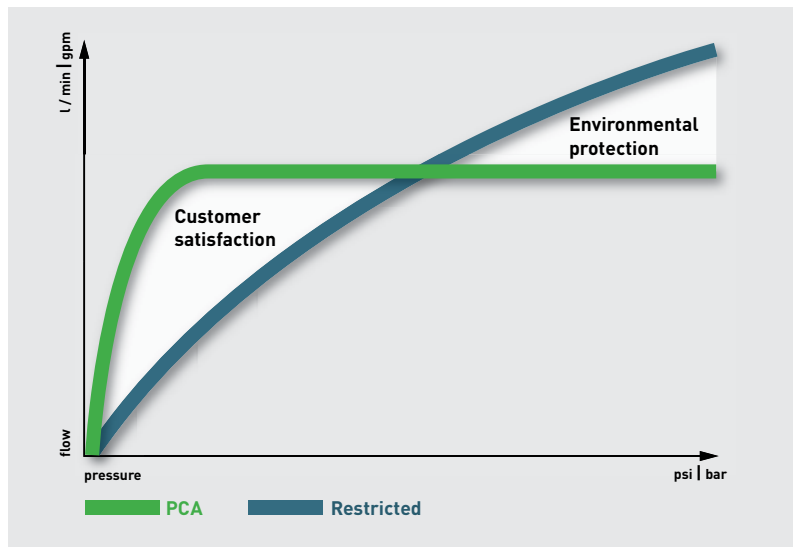 l / min | gpm
Environmental
protection
Customer
satisfaction
flow
pressure
psi | bar
PCA
Restricted